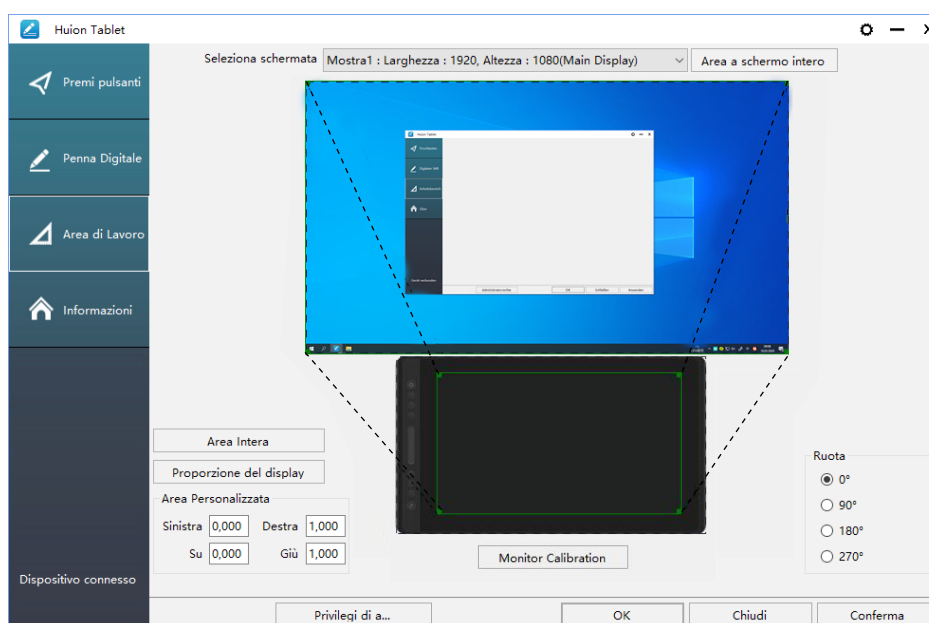 Huion Tablet
Seleziona schermata Mostra1 : Larghezza : 1920, Altezza : 1080(Main Display) Area a schermo intero
Premi pulsanti
Penna Digitale
Area di Lavoro
Informazioni
Huion Tablet
Area Intera
Proporzione del display
Area Personalizzata
Sinistra 0,000 Destra 1,000
Su 0,000 Giù 1,000
Monitor Calibration
Ruota
0°
90°
180°
270°
Dispositivo connesso
Privilegi di a... OK Chiudi Conferma